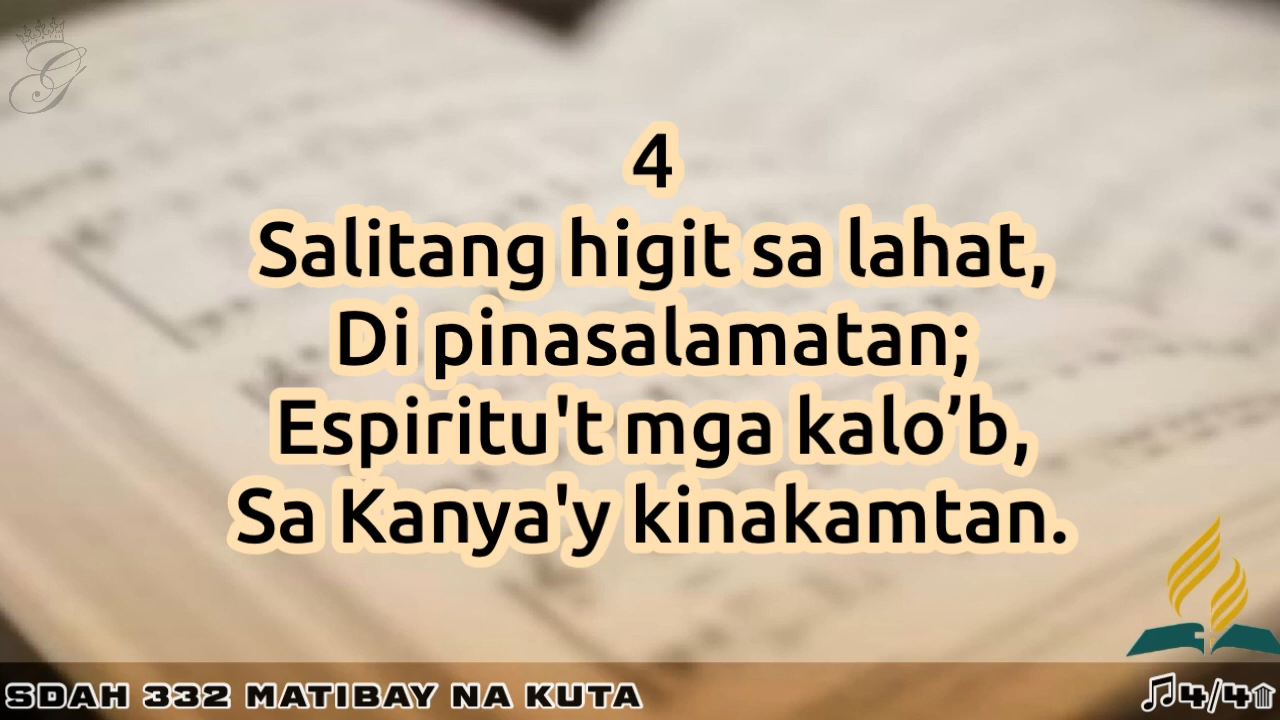 4
Salitang higit sa lahat,
Di pinasalamatan;
Espiritu't mga kalo’b,
Sa Kanya'y kinakamtan.
SDAH 332 MATIBAY NA KUTA
4/4